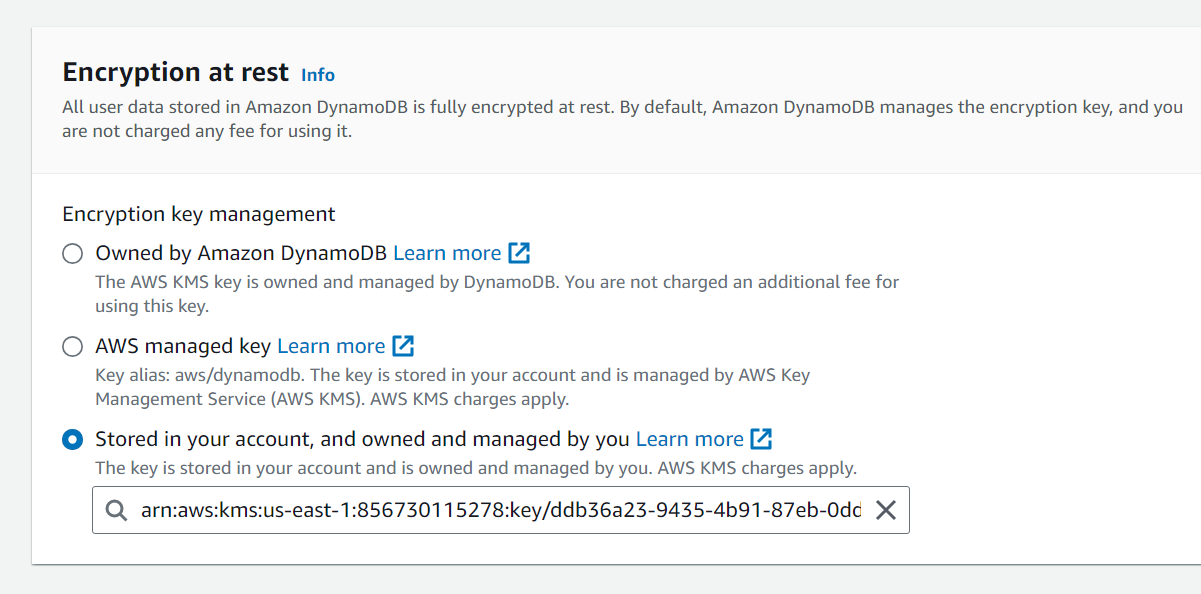 Encryption at rest Info
All user data stored in Amazon DynamoDB is fully encrypted at rest. By default, Amazon DynamoDB manages the encryption key, and you
are not charged any fee for using it.
Encryption key management
Owned by Amazon DynamoDB Learn more
The AWS KMS key is owned and managed by DynamoDB. You are not charged an additional fee for
using this key.
AWS managed key Learn more
Key alias: aws/dynamodb. The key is stored in your account and is managed by AWS Key
Management Service (AWS KMS). AWS KMS charges apply.
Stored in your account, and owned and managed by you Learn more
The key is stored in your account and is owned and managed by you. AWS KMS charges apply.
arn:aws:kms:us-east-1:856730115278:key/ddb36a23-9435-4b91-87eb-0dd